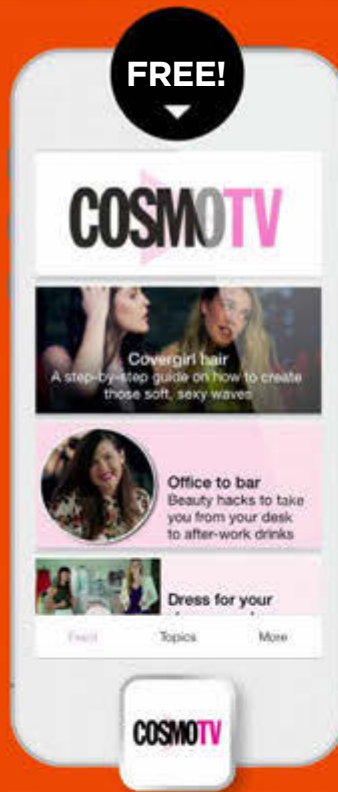 FREE!
COSMOTV
Covergirl hair
A step-by-step guide on how to create
those soft, sexy waves
Office to bar
Beauty hacks to take
you from your desk
to after-work drinks
Dress for your
Topics
More
COSMOTV